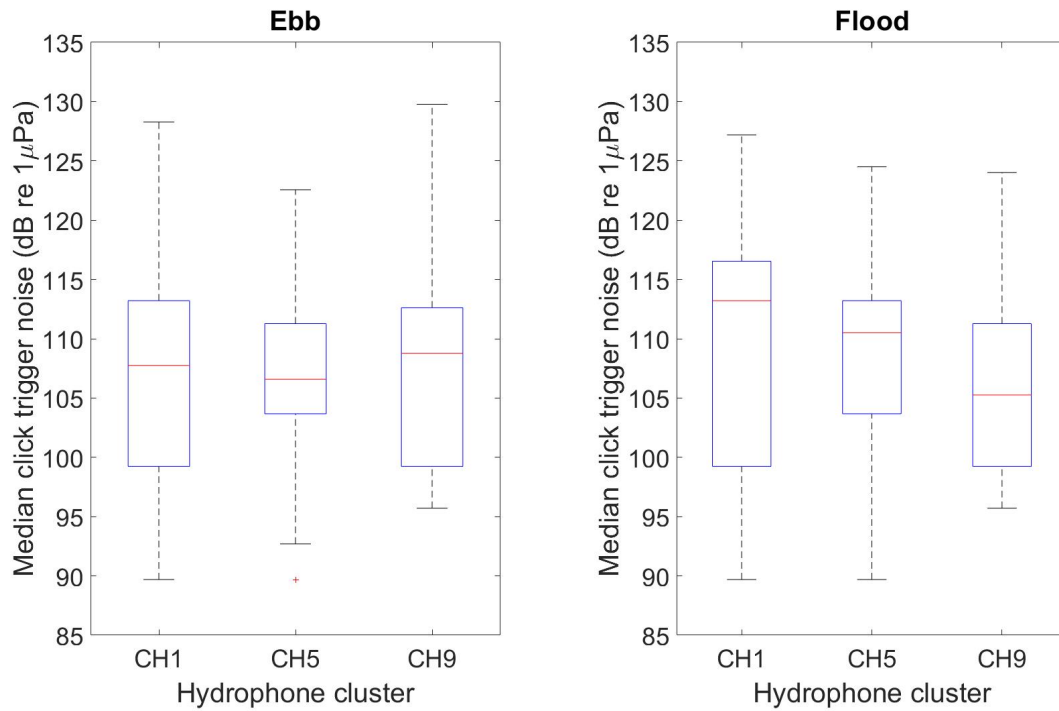 Ebb
Median click trigger noise (dB re 1μPa)
135
130
125
120
115
110
105
100
95
90
85
CH1 CH5 CH9
Hydrophone cluster
Flood
Median click trigger noise (dB re 1μPa)
135
130
125
120
115
110
105
100
95
90
85
CH1 CH5 CH9
Hydrophone cluster